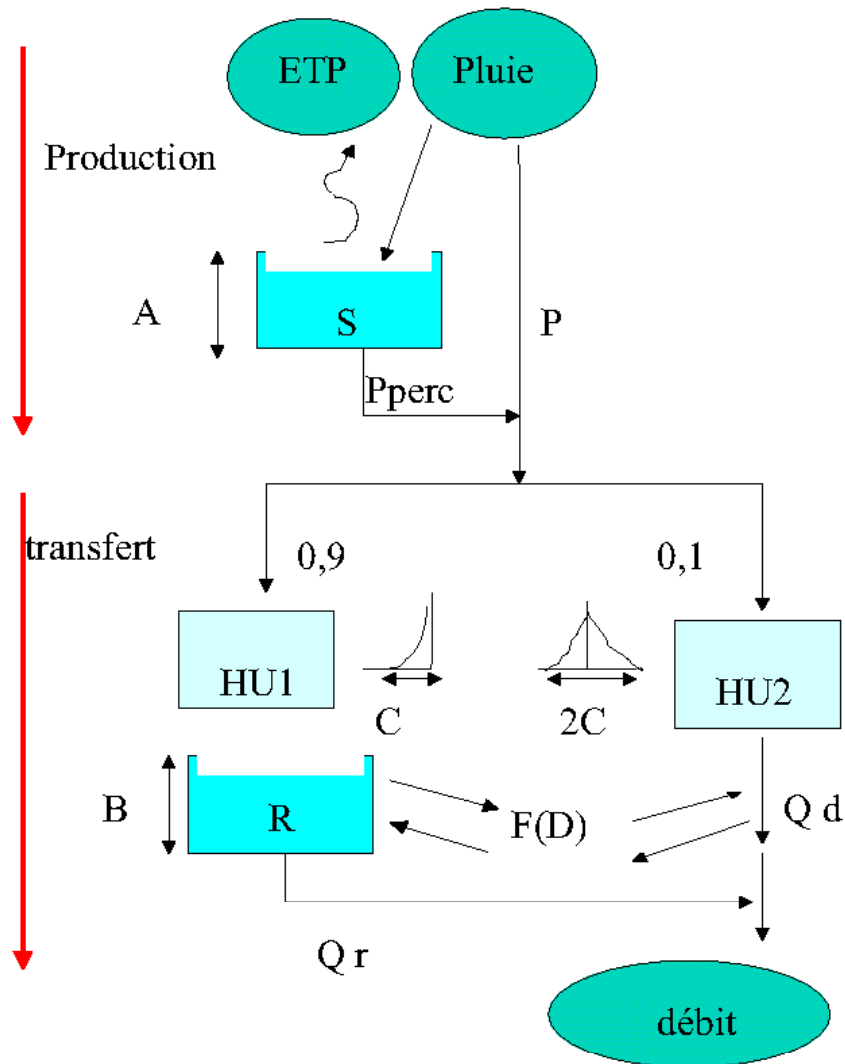 ETP
Pluie
Production
A
S
P
Pperc
transfert
0,9
0,1
HU1
HU2
C
2C
B
R
F(D)
Q d
Q r
débit